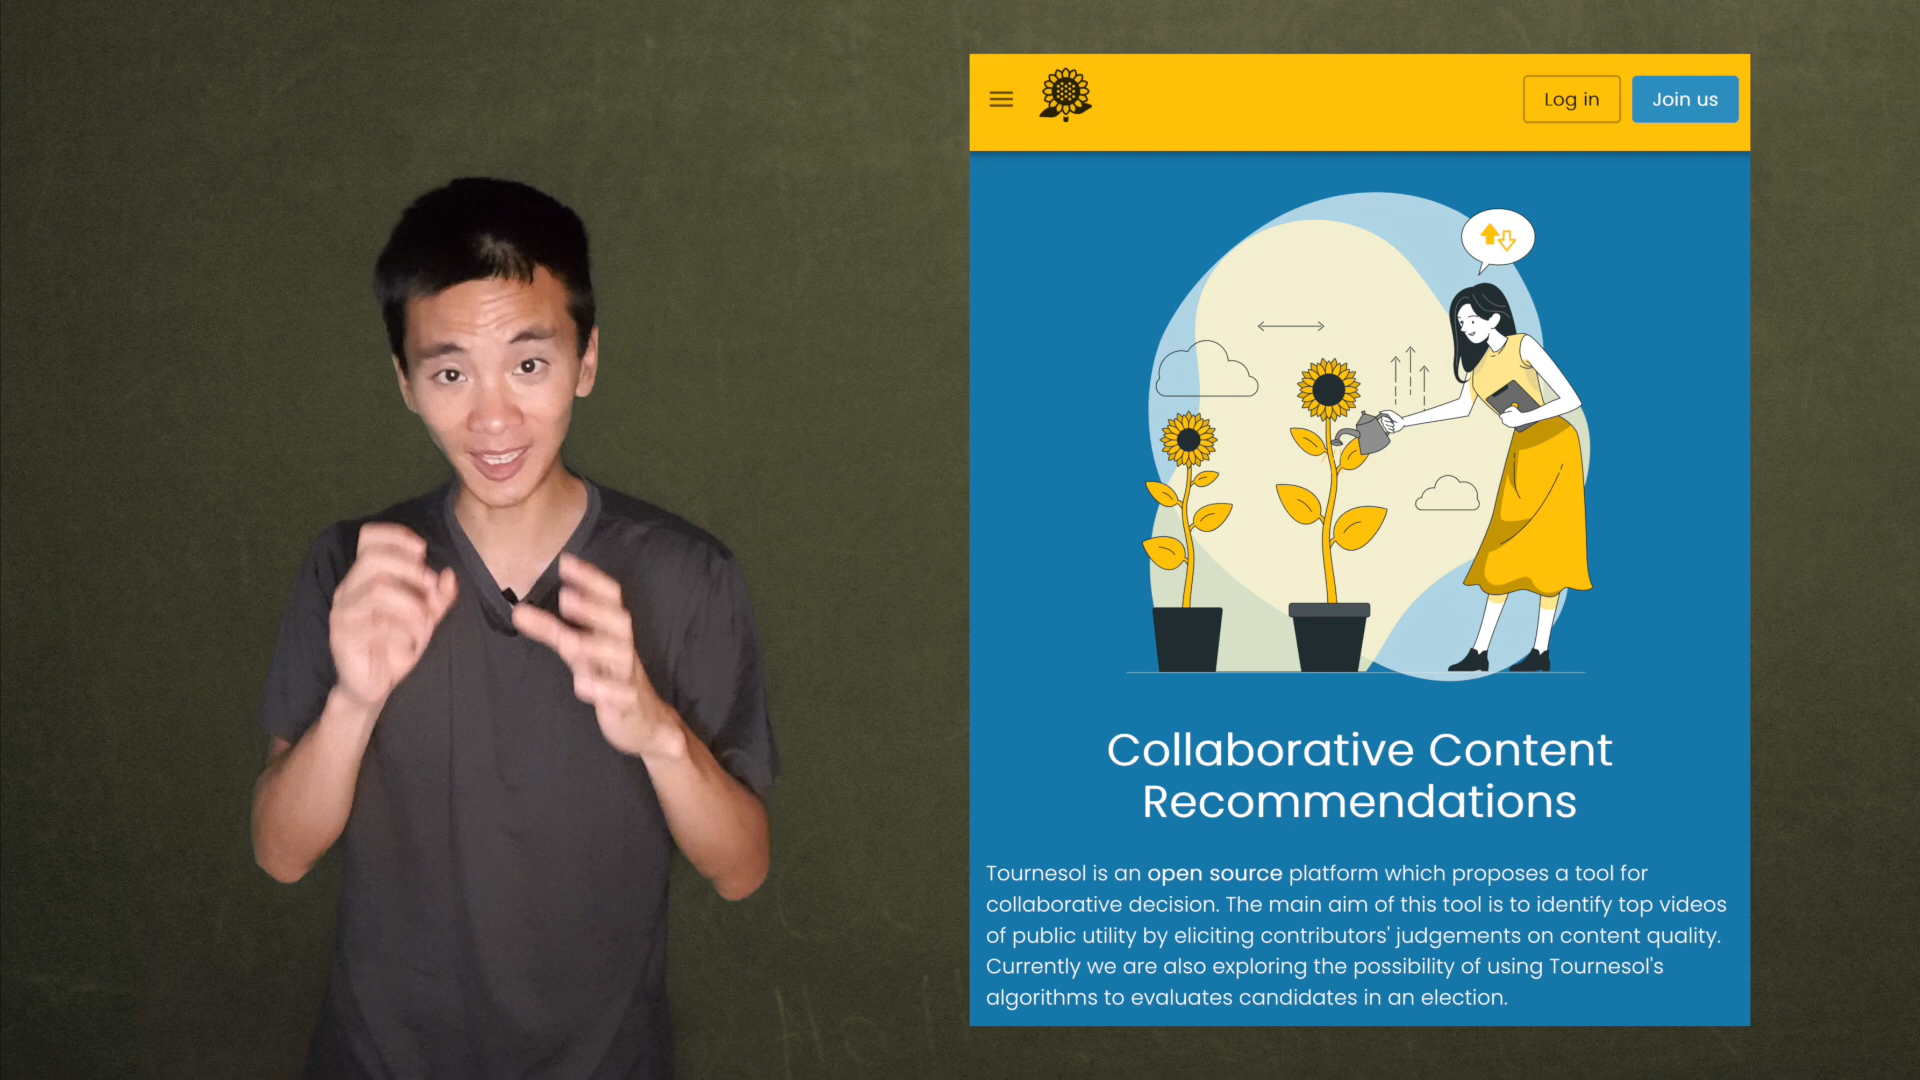 Log in
Join us
Collaborative Content
Recommendations
Tournesol is an open source platform which proposes a tool for
collaborative decision. The main aim of this tool is to identify top videos
of public utility by eliciting contributors' judgements on content quality.
Currently we are also exploring the possibility of using Tournesol's
algorithms to evaluates candidates in an election.